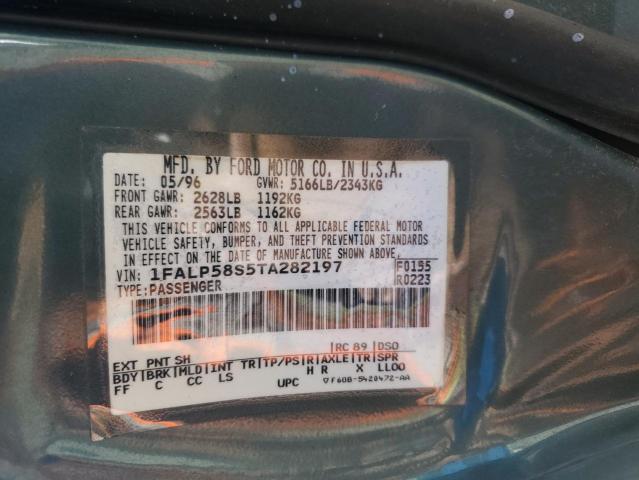 MFD. BY FORD MOTOR CO. IN U.S.A.
DATE: 05/96 GVWR: 5166LB/2343KG
FRONT GAWR: 2628LB 1192KG
REAR GAWR: 2563LB 1162KG
THIS VEHICLE CONFORMS TO ALL APPLICABLE FEDERAL MOTOR
VEHICLE SAFETY, BUMPER, AND THEFT PREVENTION STANDARDS
IN EFFECT ON THE DATE OF MANUFACTURE SHOWN ABOVE.
VIN: 1FALP58S5TA282197 F0155
TYPE: PASSENGER R0223
RC 89 DSO
EXT PNT SH
BDY BRK MLD INT TR TP/PS R AXLE TR SPR
FF C CC LS H R X LL00
UPC F60B-5420472-AA